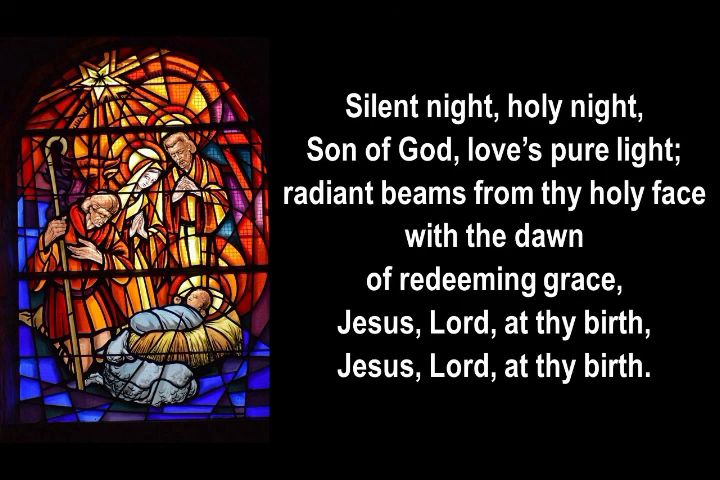 Silent night, holy night,
Son of God, love’s pure light;
radiant beams from thy holy face
with the dawn
of redeeming grace,
Jesus, Lord, at thy birth,
Jesus, Lord, at thy birth.